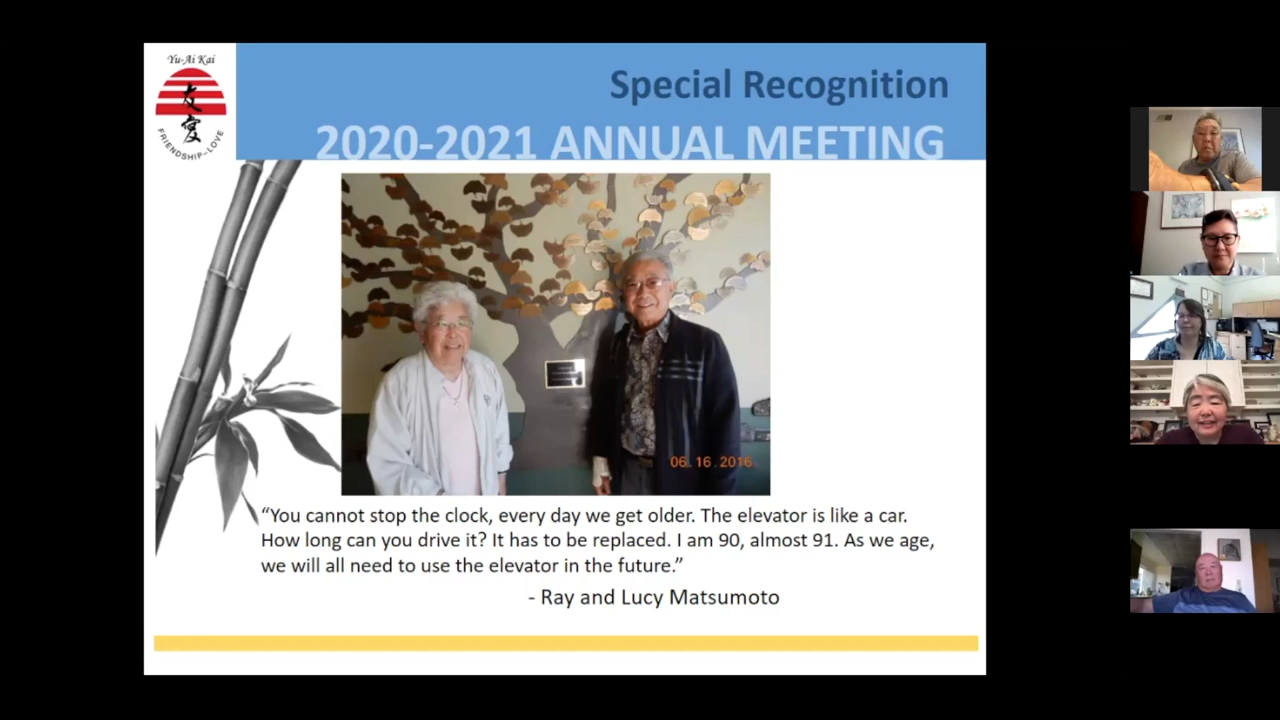 Yu-Ai Kai
友
愛
FRIENDSHIP-LOVE
Special Recognition
2020-2021 ANNUAL MEETING
06.16.2016
“You cannot stop the clock, every day we get older. The elevator is like a car.
How long can you drive it? It has to be replaced. I am 90, almost 91. As we age,
we will all need to use the elevator in the future.”
- Ray and Lucy Matsumoto